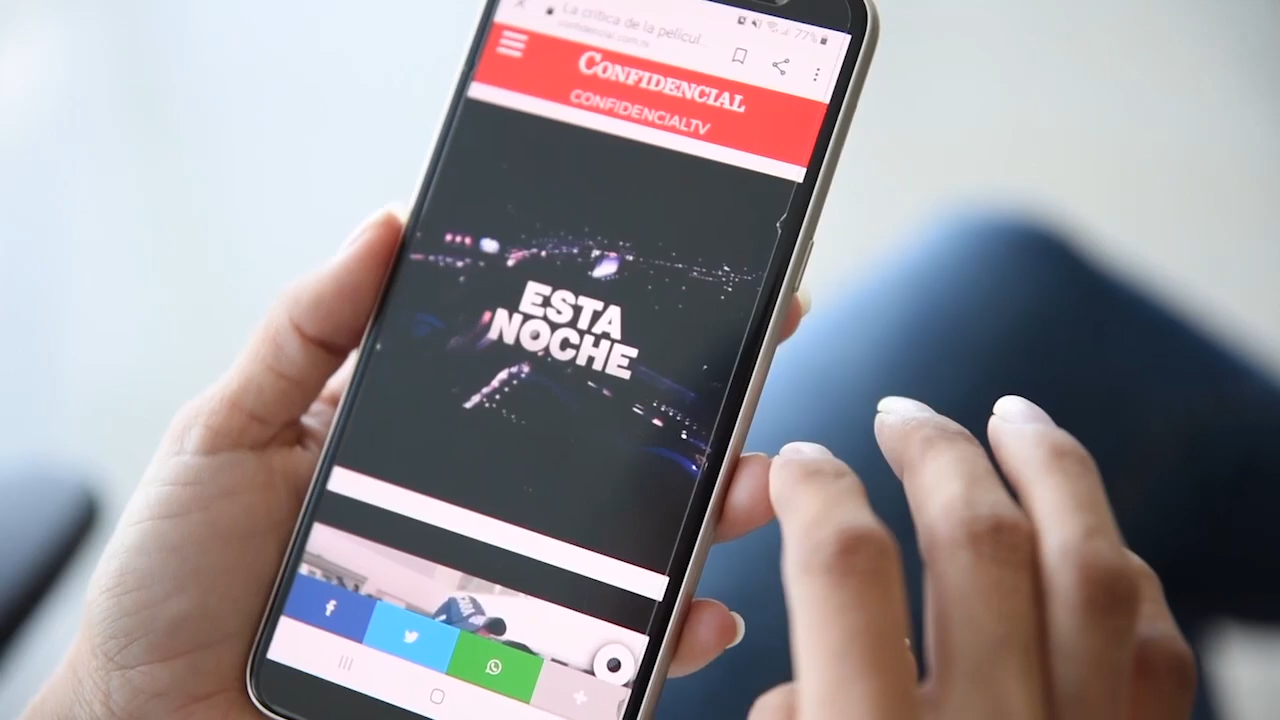 La crítica de la películ...
confidencial.com.ni
77%
CONFIDENCIAL
CONFIDENCIALTV
ESTA
NOCHE